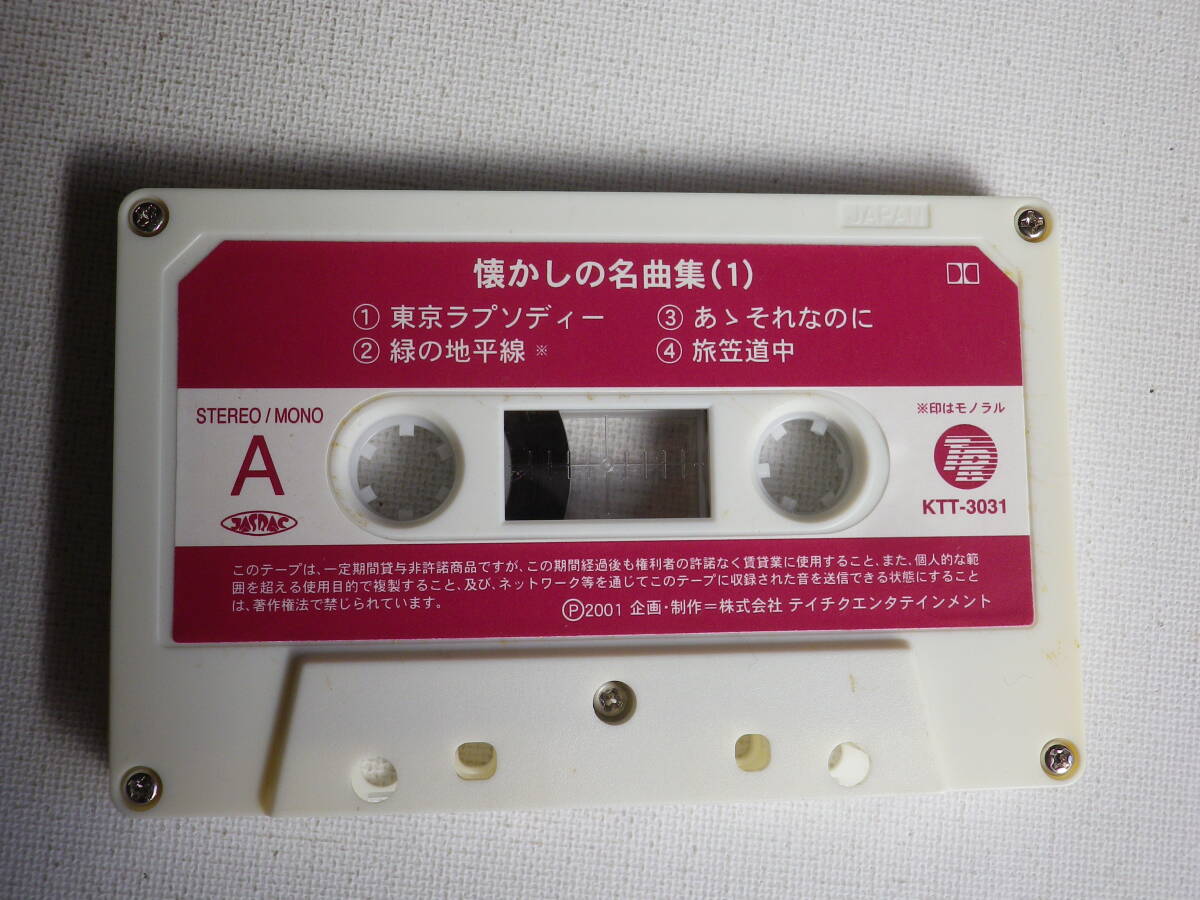 JAPAN
懐かしの名曲集(1)
① 東京ラプソディー
② 緑の地平線 ※
③ あゝそれなのに
④ 旅笠道中
STEREO / MONO
A
JASRAC
※印はモノラル
KTT-3031
このテープは、一定期間貸与非許諾商品ですが、この期間経過後も権利者の許諾なく賃貸業に使用すること、また、個人的な範
囲を超える使用目的で複製すること、及び、ネットワーク等を通じてこのテープに収録された音を送信できる状態にすること
は、著作権法で禁じられています。
Ⓟ2001 企画・制作＝株式会社 テイチクエンタテインメント